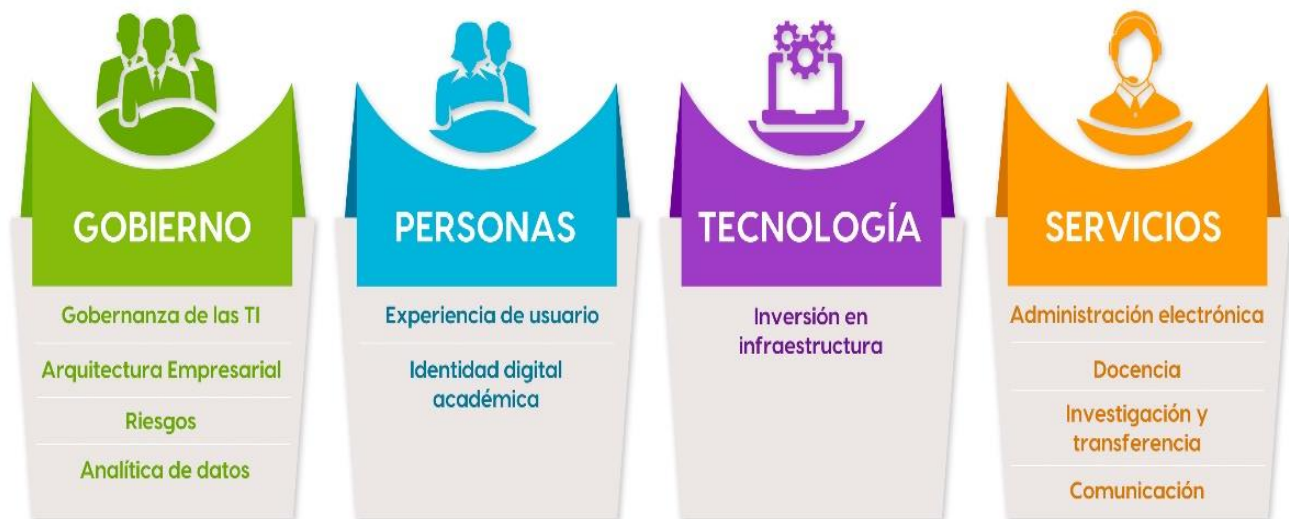 GOBIERNO
Gobernanza de las TI
Arquitectura Empresarial
Riesgos
Analítica de datos
PERSONAS
Experiencia de usuario
Identidad digital
académica
TECNOLOGÍA
Inversión en
infraestructura
SERVICIOS
Administración electrónica
Docencia
Investigación y
transferencia
Comunicación